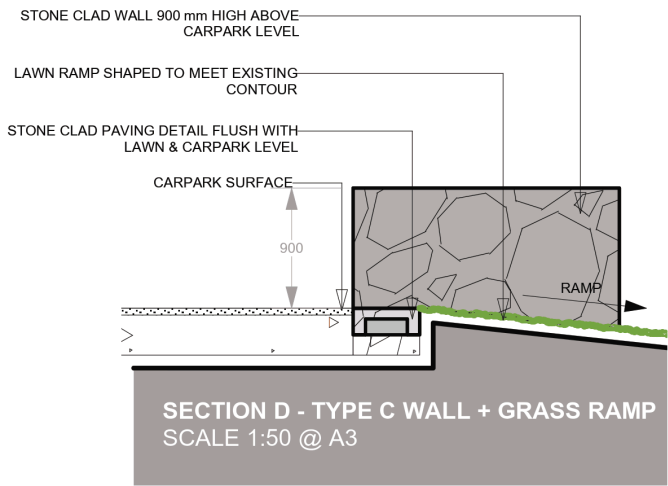 STONE CLAD WALL 900 mm HIGH ABOVE
CARPARK LEVEL
LAWN RAMP SHAPED TO MEET EXISTING
CONTOUR
STONE CLAD PAVING DETAIL FLUSH WITH
LAWN & CARPARK LEVEL
CARPARK SURFACE
900
RAMP
SECTION D - TYPE C WALL + GRASS RAMP
SCALE 1:50 @ A3